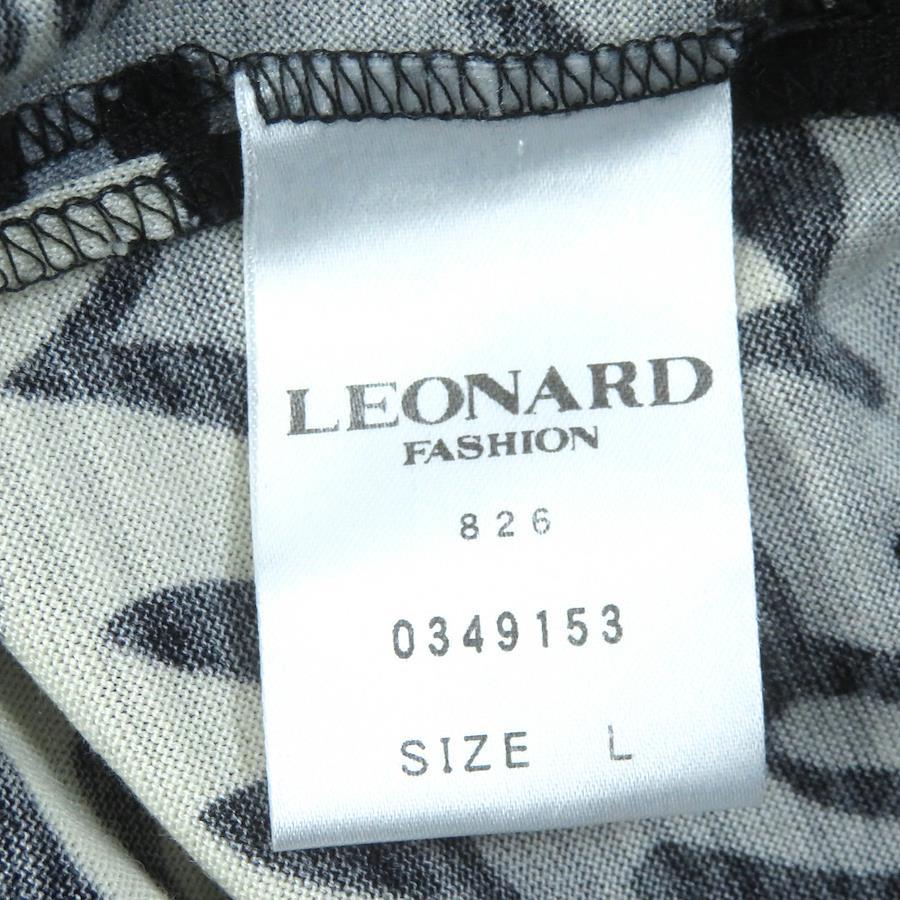 LEONARD
FASHION
826
0349153
SIZE L